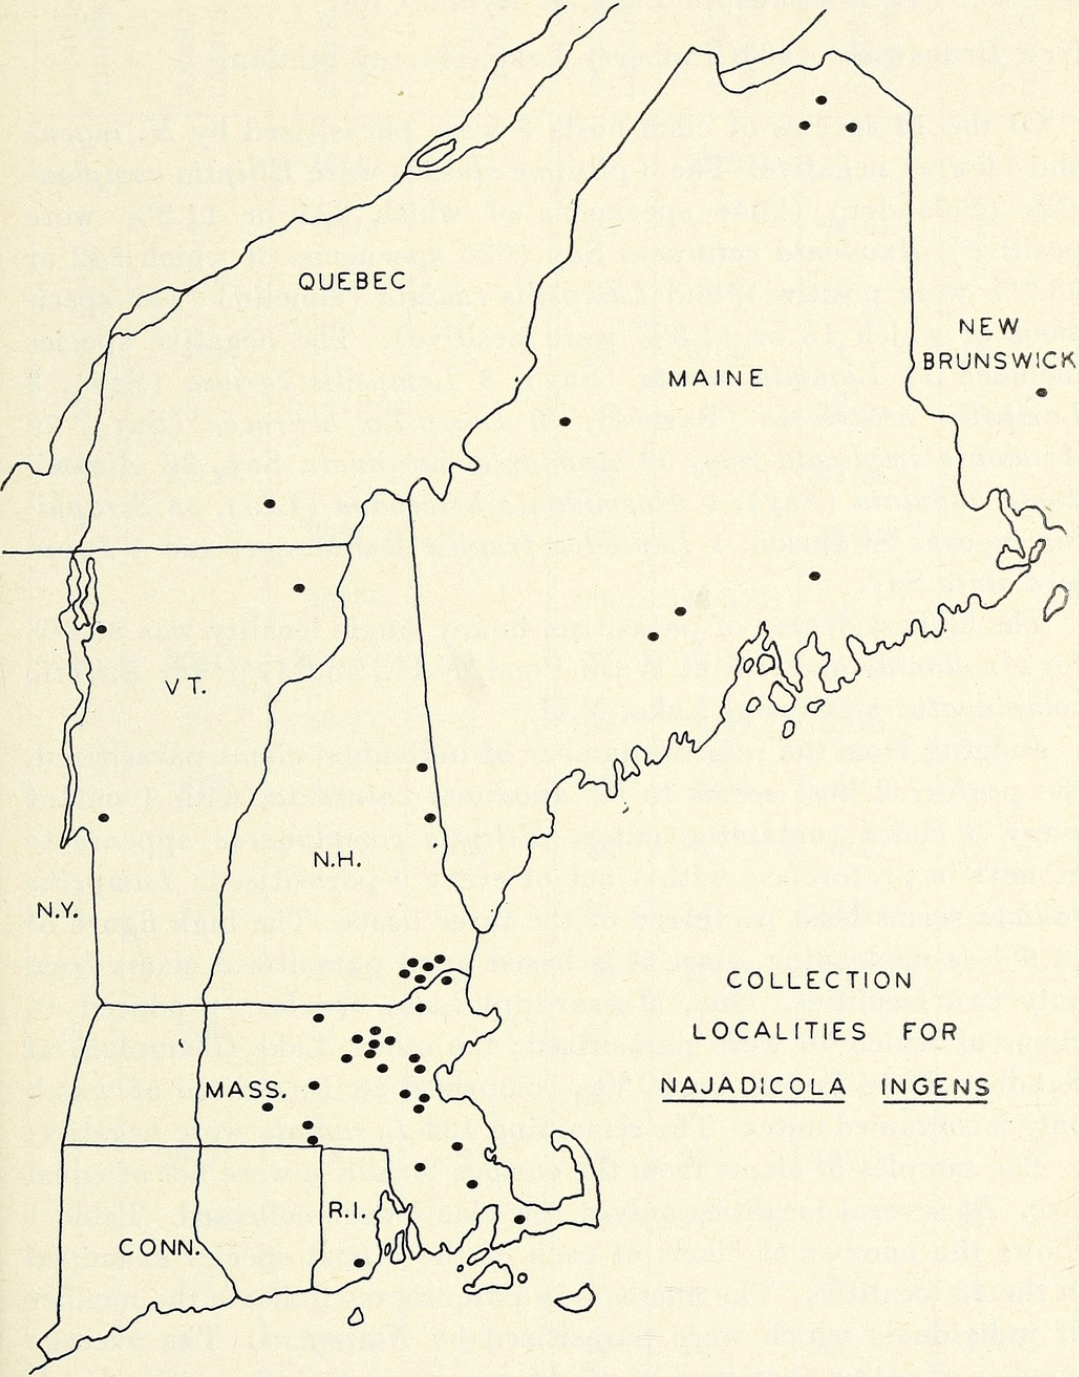 QUEBEC
NEW
BRUNSWICK
MAINE
VT.
N.H.
N.Y.
COLLECTION
LOCALITIES FOR
NAJADICOLA INGENS
MASS.
R.I.
CONN.